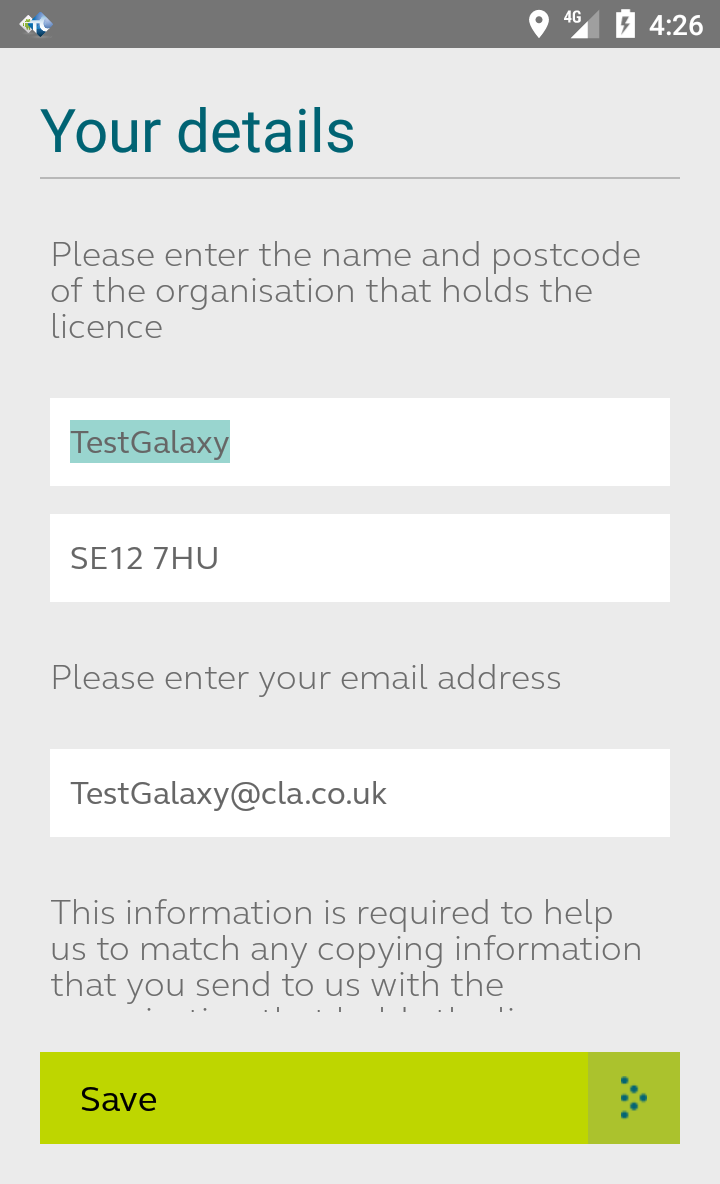 4G 4:26
Your details
Please enter the name and postcode
of the organisation that holds the
licence
TestGalaxy
SE12 7HU
Please enter your email address
TestGalaxy@cla.co.uk
This information is required to help
us to match any copying information
that you send to us with the
Save